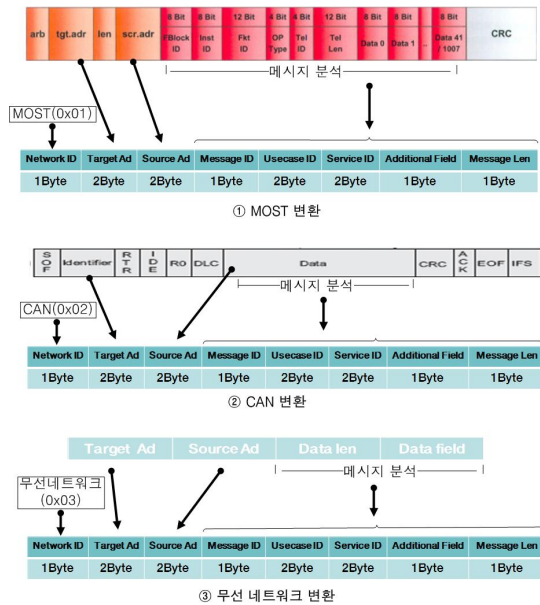 arb tgt.adr len scr.adr
8 Bit 8 Bit 12 Bit 4 Bit 4 Bit 12 Bit 8 Bit 8 Bit 8 Bit
FBlock ID Inst ID Fkt ID OP Type Tel ID Tel Len Data 0 Data 1 .. Data 41 / 1007 CRC
메시지 분석
MOST(0x01)
Network ID Target Ad Source Ad Message ID Usecase ID Service ID Additional Field Message Len
1Byte 2Byte 2Byte 1Byte 2Byte 2Byte 1Byte 1Byte
① MOST 변환
SOF Identifier RTR IDE R0 DLC Data CRC ACK EOF IFS
메시지 분석
CAN(0x02)
Network ID Target Ad Source Ad Message ID Usecase ID Service ID Additional Field Message Len
1Byte 2Byte 2Byte 1Byte 2Byte 2Byte 1Byte 1Byte
② CAN 변환
Target Ad Source Ad Data len Data field
메시지 분석
무선네트워크
(0x03)
Network ID Target Ad Source Ad Message ID Usecase ID Service ID Additional Field Message Len
1Byte 2Byte 2Byte 1Byte 2Byte 2Byte 1Byte 1Byte
③ 무선 네트워크 변환